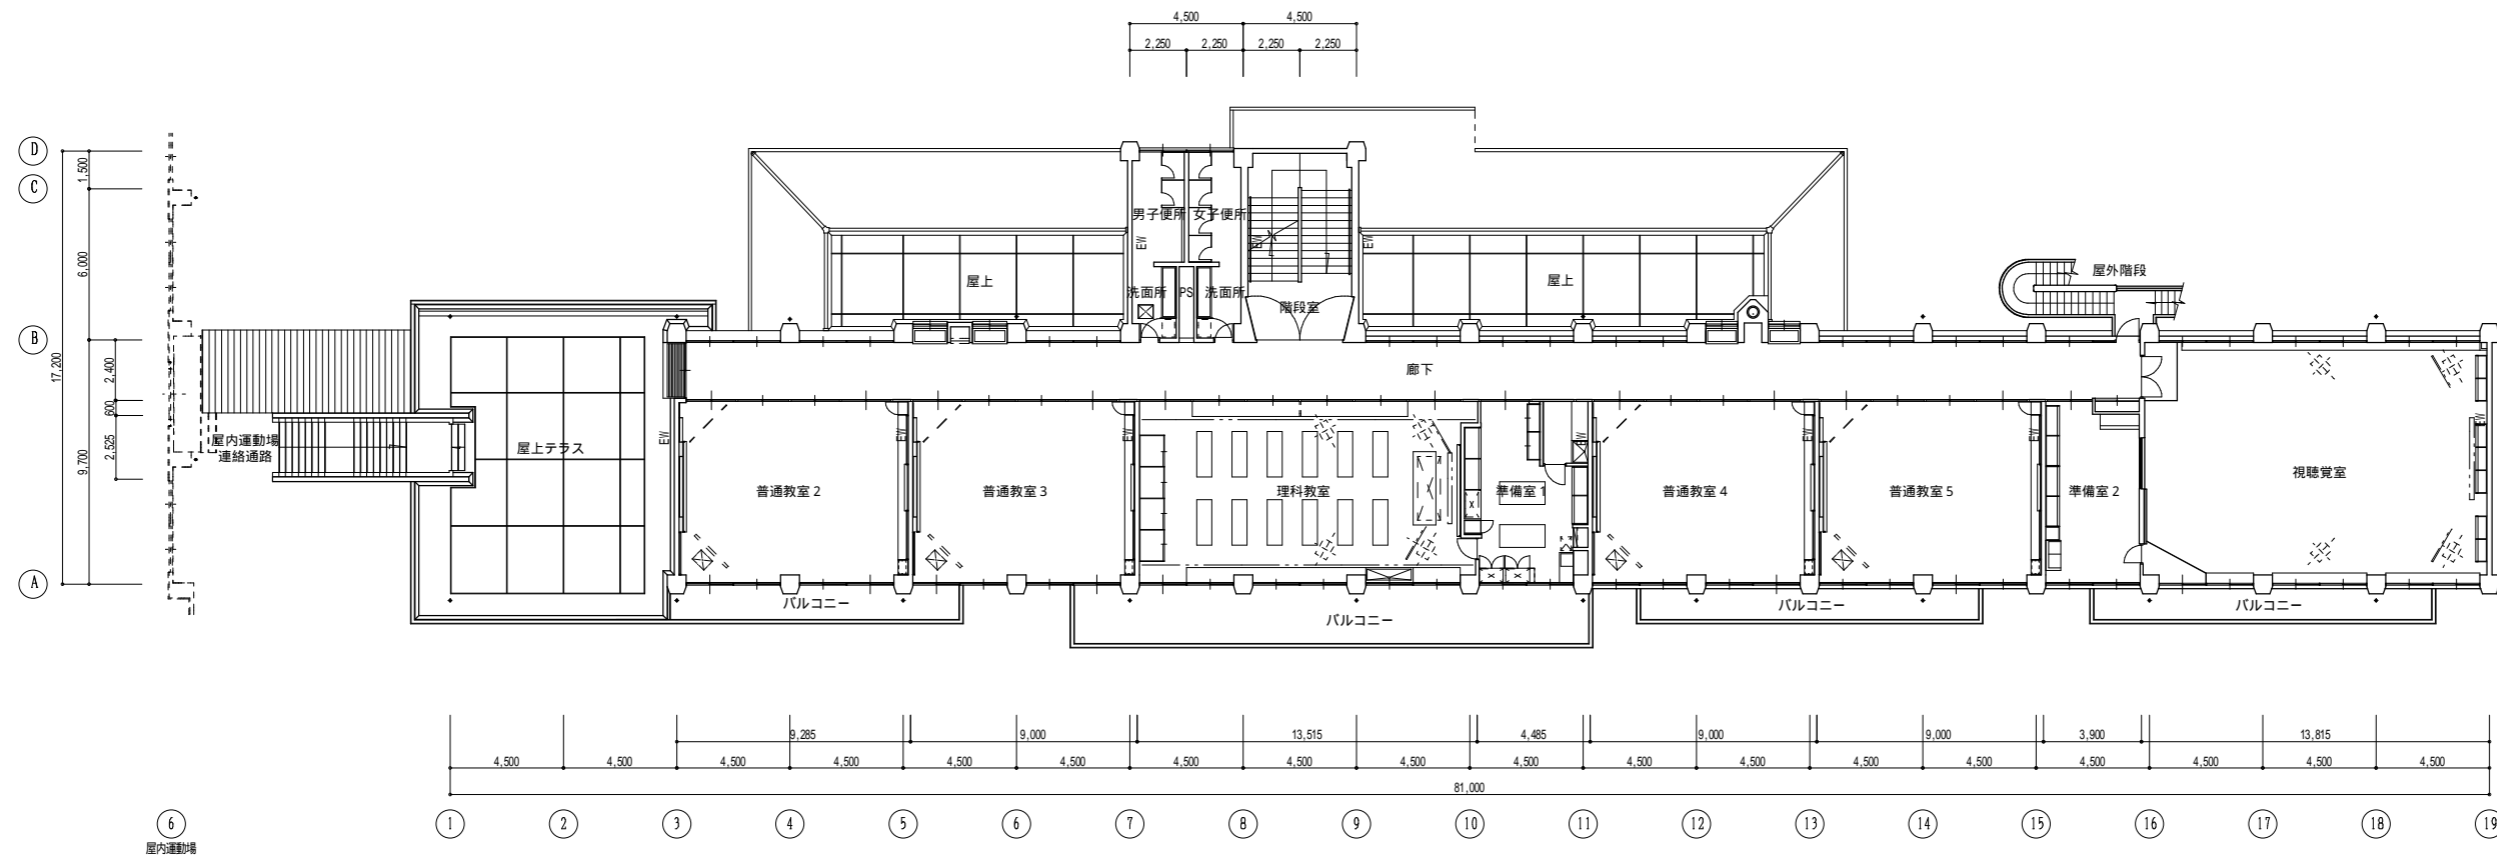 4,500 4,500
2,250 2,250 2,250 2,250
D
C
B
A
1,500
6,000
17,200
2,400
600
2,525
9,700
男子便所 女子便所
EW EW EW
屋上 屋上
洗面所 PS 洗面所
階段室
屋外階段
廊下
屋内運動場
連絡通路
屋上テラス
EW EW EW EW EW EW EW
普通教室2
普通教室3
理科教室
準備室1
普通教室4
普通教室5
準備室2
視聴覚室
バルコニー
バルコニー
バルコニー
バルコニー
9,285 9,000 13,515 4,485 9,000 9,000 3,900 13,815
4,500 4,500 4,500 4,500 4,500 4,500 4,500 4,500 4,500 4,500 4,500 4,500 4,500 4,500 4,500 4,500 4,500 4,500
81,000
6 1 2 3 4 5 6 7 8 9 10 11 12 13 14 15 16 17 18 19
屋内運動場